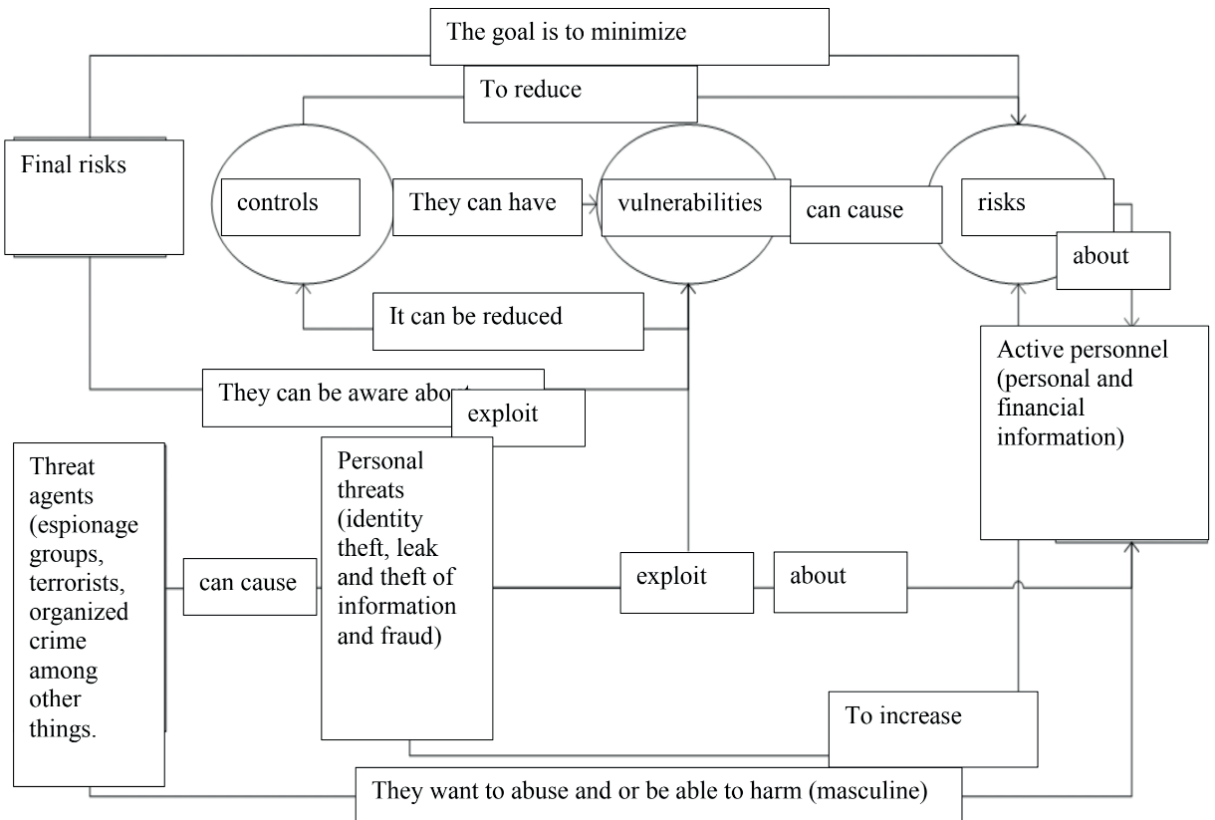 The goal is to minimize
To reduce
Final risks
controls
They can have
vulnerabilities
can cause
risks
about
It can be reduced
They can be aware about
exploit
Active personnel
(personal and
financial
information)
Threat
agents
(espionage
groups,
terrorists,
organized
crime
among
other
things.
can cause
Personal
threats
(identity
theft, leak
and theft of
information
and fraud)
exploit
about
To increase
They want to abuse and or be able to harm (masculine)